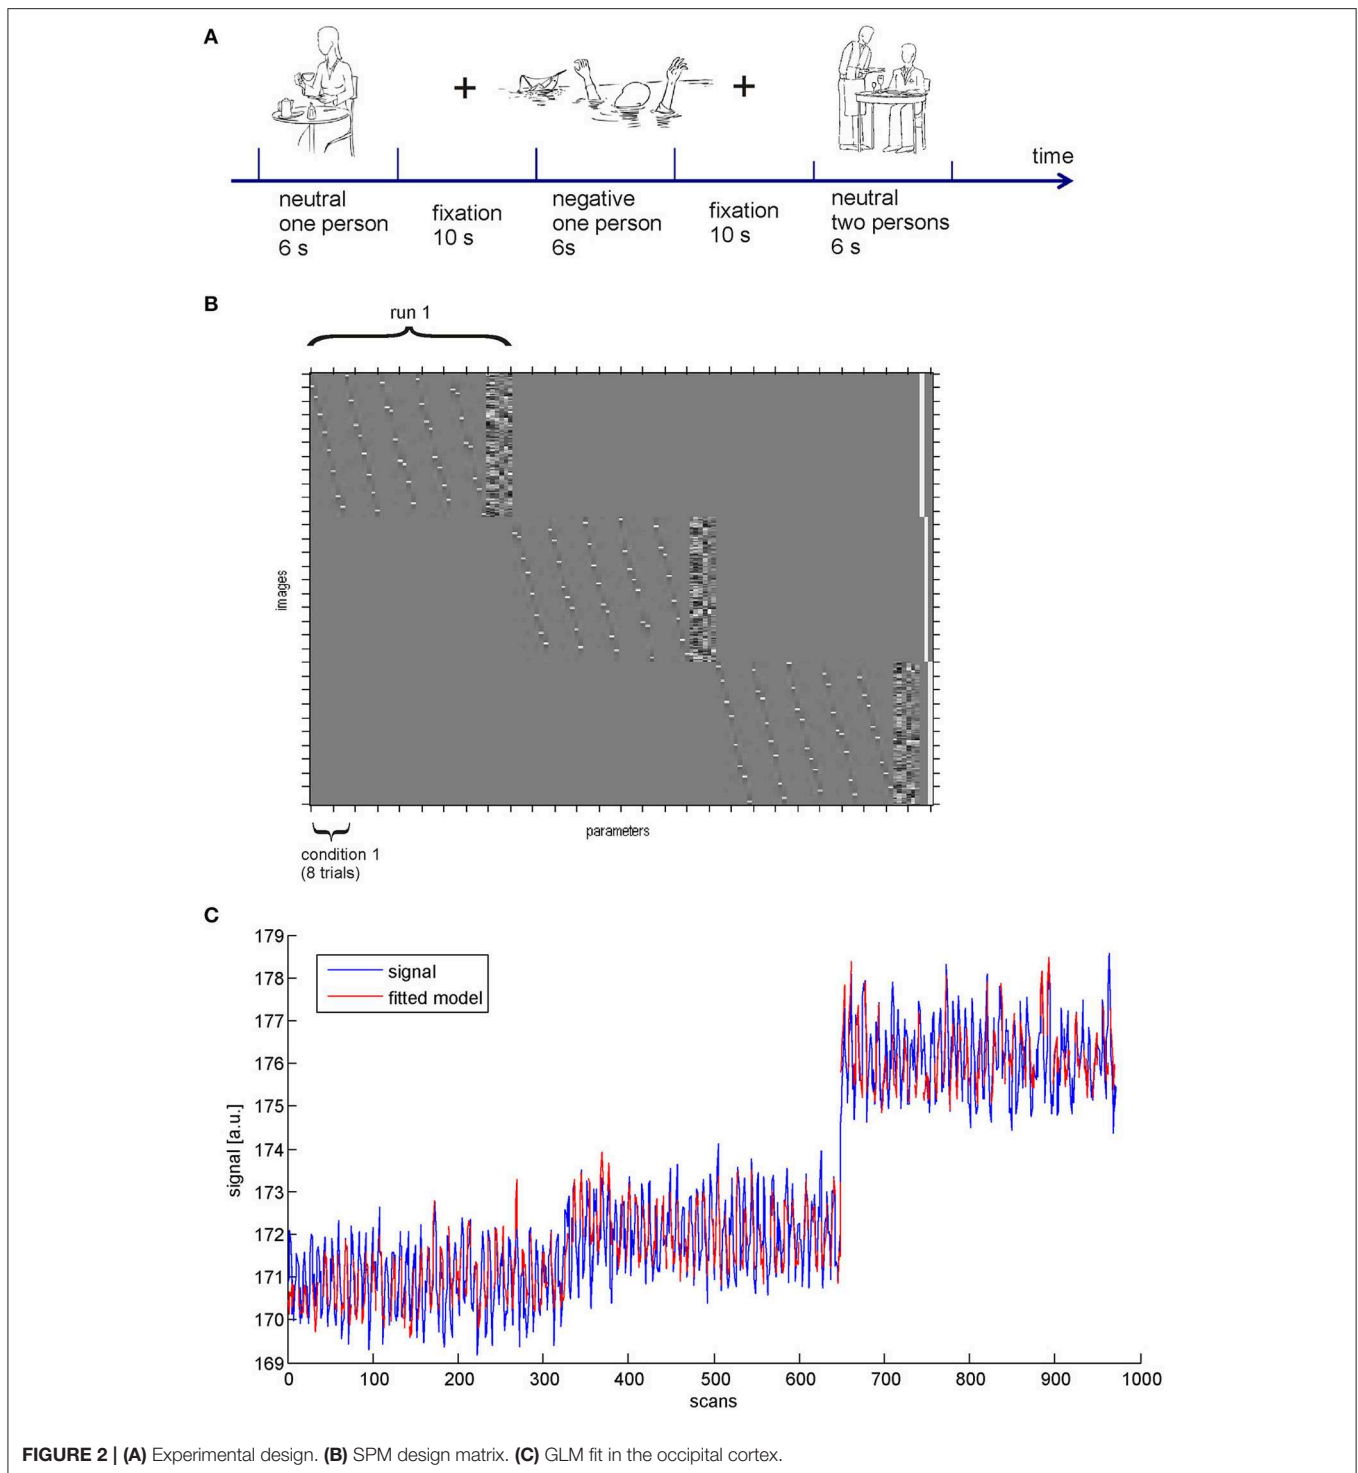 A
+
+
time
neutral
one person
6 s
fixation
10 s
negative
one person
6s
fixation
10 s
neutral
two persons
6 s
B
run 1
images
parameters
condition 1
(8 trials)
C
signal
fitted model
signal [a.u.]
179
178
177
176
175
174
173
172
171
170
169
0 100 200 300 400 500 600 700 800 900 1000
scans
FIGURE 2 | (A) Experimental design. (B) SPM design matrix. (C) GLM fit in the occipital cortex.